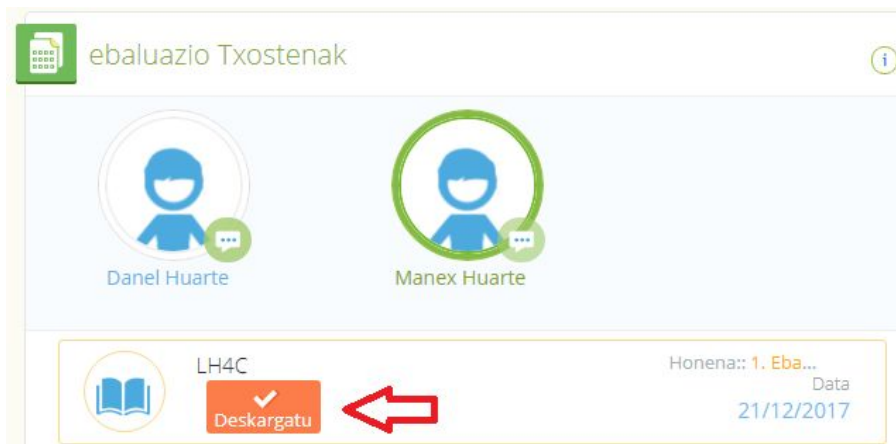 ebaluazio Txostenak
i
Danel Huarte
Manex Huarte
LH4C
Deskargatu
Honena:: 1. Eba...
Data
21/12/2017